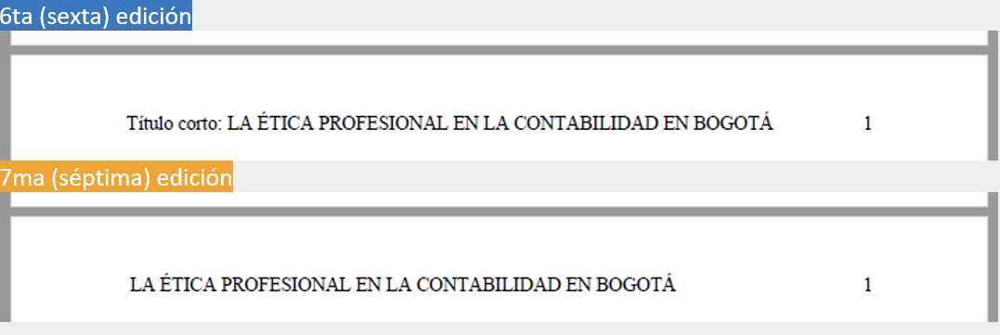 6ta (sexta) edición
Título corto: LA ÉTICA PROFESIONAL EN LA CONTABILIDAD EN BOGOTÁ 1
7ma (séptima) edición
LA ÉTICA PROFESIONAL EN LA CONTABILIDAD EN BOGOTÁ 1